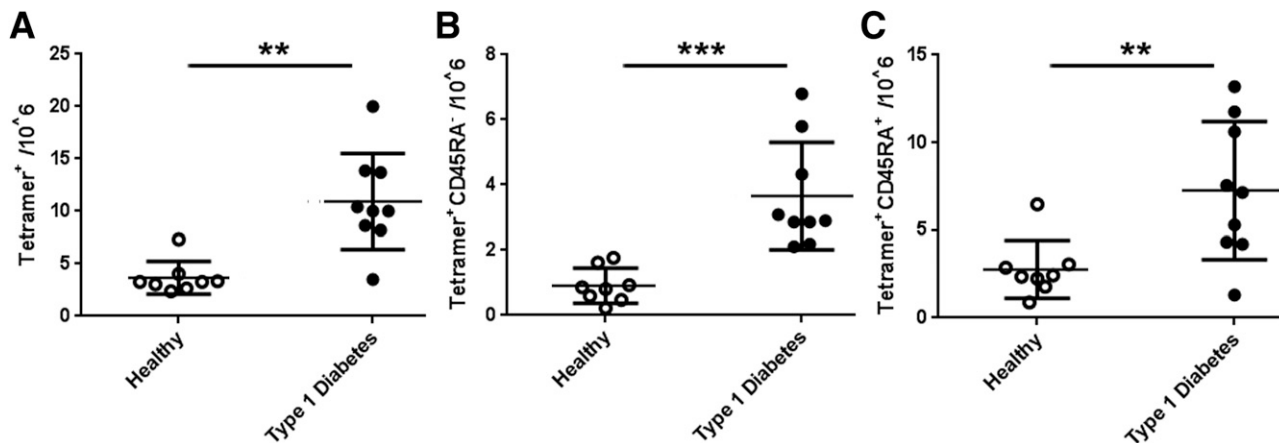 A
Tetramer⁺ /10^6
25
20
15
10
5
0
**
Healthy
Type 1 Diabetes
B
Tetramer⁺CD45RA⁻ /10^6
8
6
4
2
0
***
Healthy
Type 1 Diabetes
C
Tetramer⁺CD45RA⁺ /10^6
15
10
5
0
**
Healthy
Type 1 Diabetes